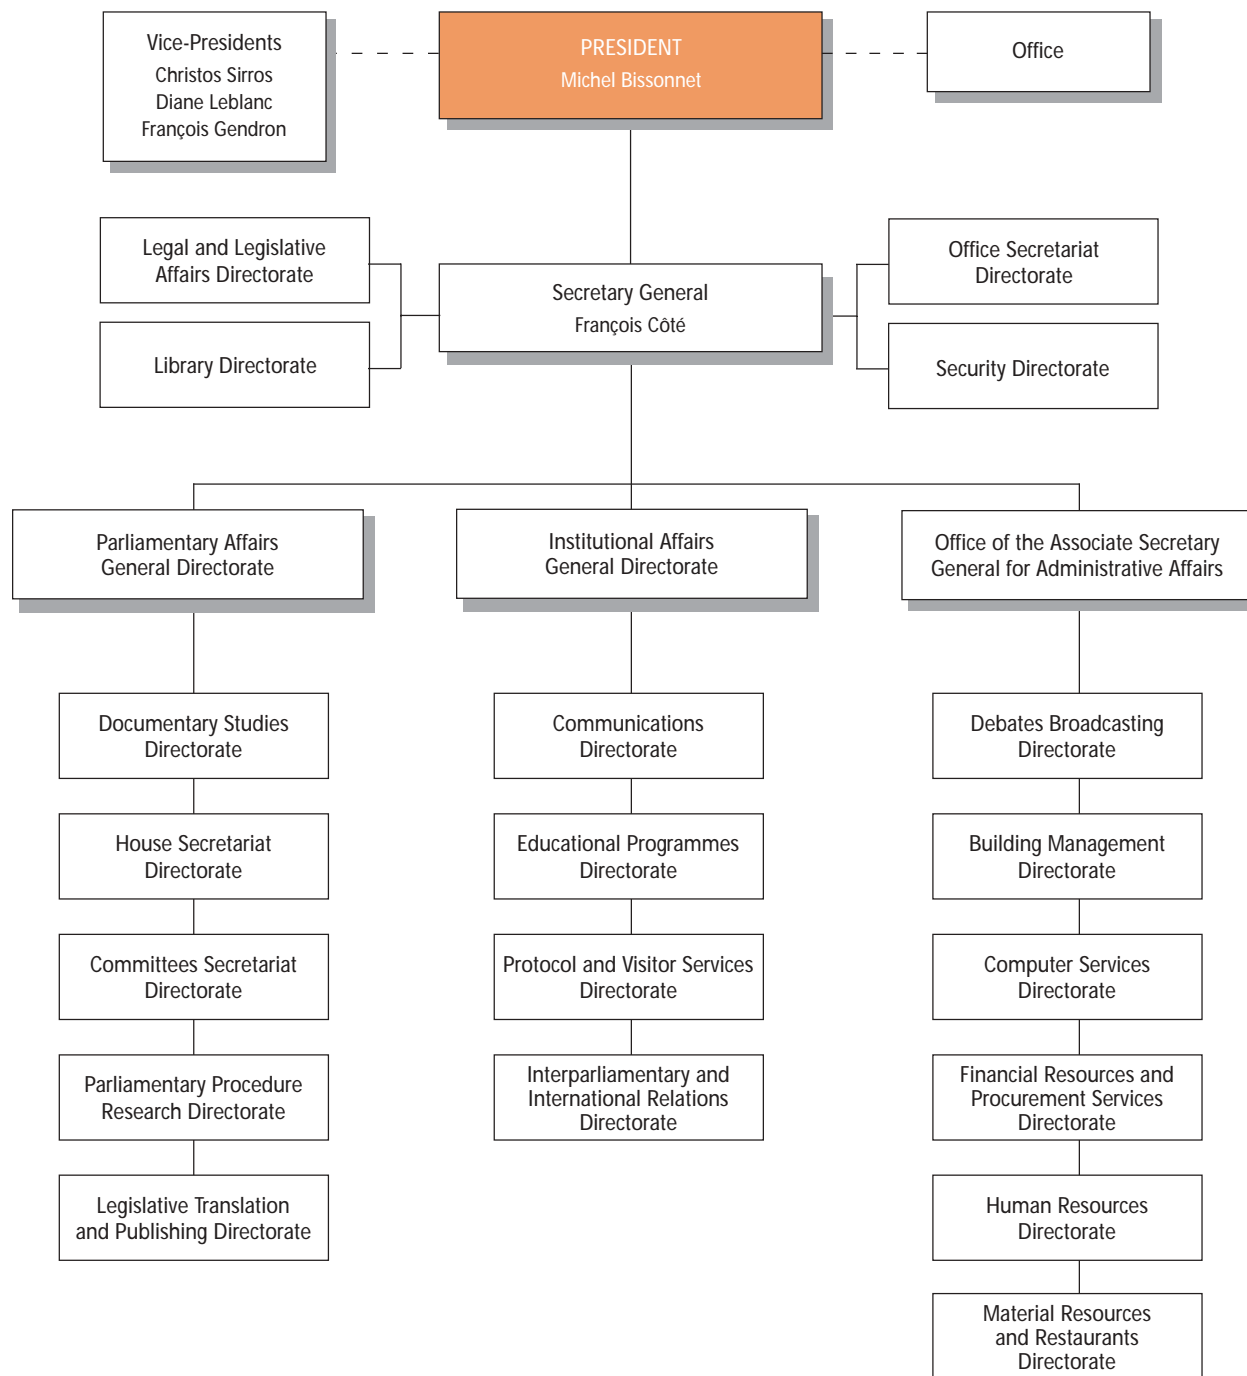 Vice-Presidents
Christos Sirros
Diane Leblanc
François Gendron
PRESIDENT
Michel Bissonnet
Office
Legal and Legislative
Affairs Directorate
Library Directorate
Secretary General
François Côté
Office Secretariat
Directorate
Security Directorate
Parliamentary Affairs
General Directorate
Institutional Affairs
General Directorate
Office of the Associate Secretary
General for Administrative Affairs
Documentary Studies
Directorate
House Secretariat
Directorate
Committees Secretariat
Directorate
Parliamentary Procedure
Research Directorate
Legislative Translation
and Publishing Directorate
Communications
Directorate
Educational Programmes
Directorate
Protocol and Visitor Services
Directorate
Interparliamentary and
International Relations
Directorate
Debates Broadcasting
Directorate
Building Management
Directorate
Computer Services
Directorate
Financial Resources and
Procurement Services
Directorate
Human Resources
Directorate
Material Resources
and Restaurants
Directorate